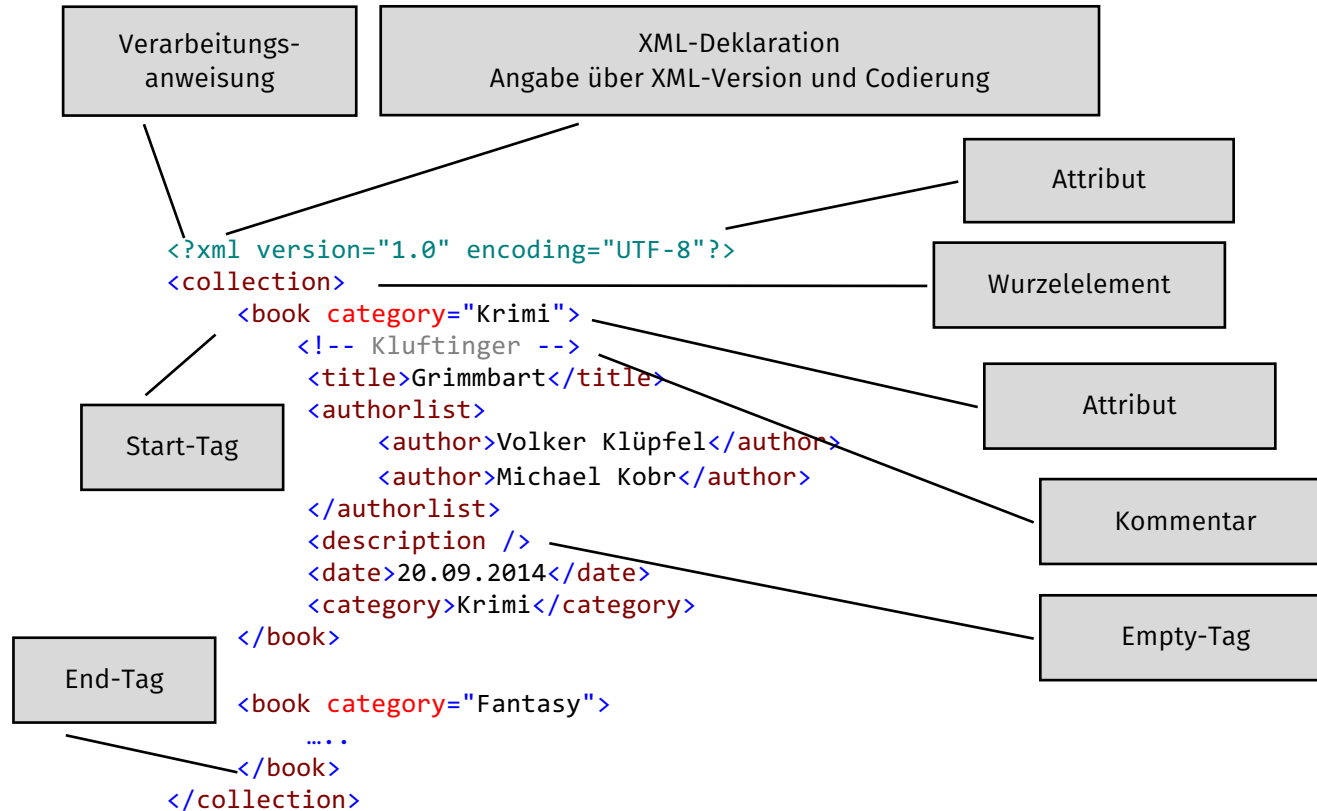 Verarbeitungs-
anweisung
XML-Deklaration
Angabe über XML-Version und Codierung
Attribut
<?xml version="1.0" encoding="UTF-8"?>
<collection>
Wurzelelement
<book category="Krimi">
<!-- Kluftinger -->
<title>Grimmbart</title>
<authorlist>
Attribut
Start-Tag
<author>Volker Klüpfel</author>
<author>Michael Kobr</author>
</authorlist>
Kommentar
<description />
<date>20.09.2014</date>
<category>Krimi</category>
</book>
Empty-Tag
End-Tag
<book category="Fantasy">
…..
</book>
</collection>